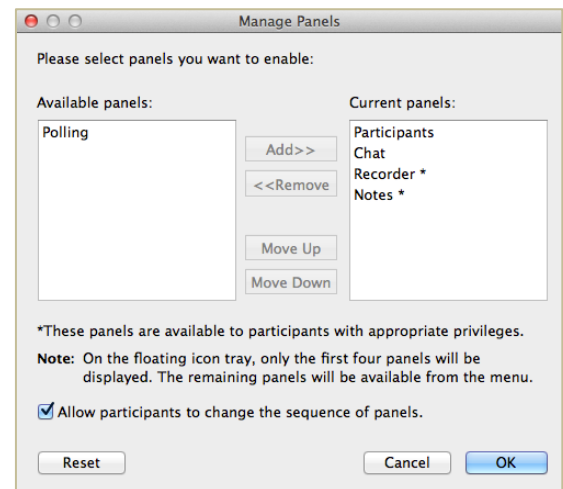 Manage Panels
Please select panels you want to enable:
Available panels:
Polling
Add>>
<<Remove
Move Up
Move Down
Current panels:
Participants
Chat
Recorder *
Notes *
*These panels are available to participants with appropriate privileges.
Note: On the floating icon tray, only the first four panels will be
displayed. The remaining panels will be available from the menu.
Allow participants to change the sequence of panels.
Reset
Cancel
OK